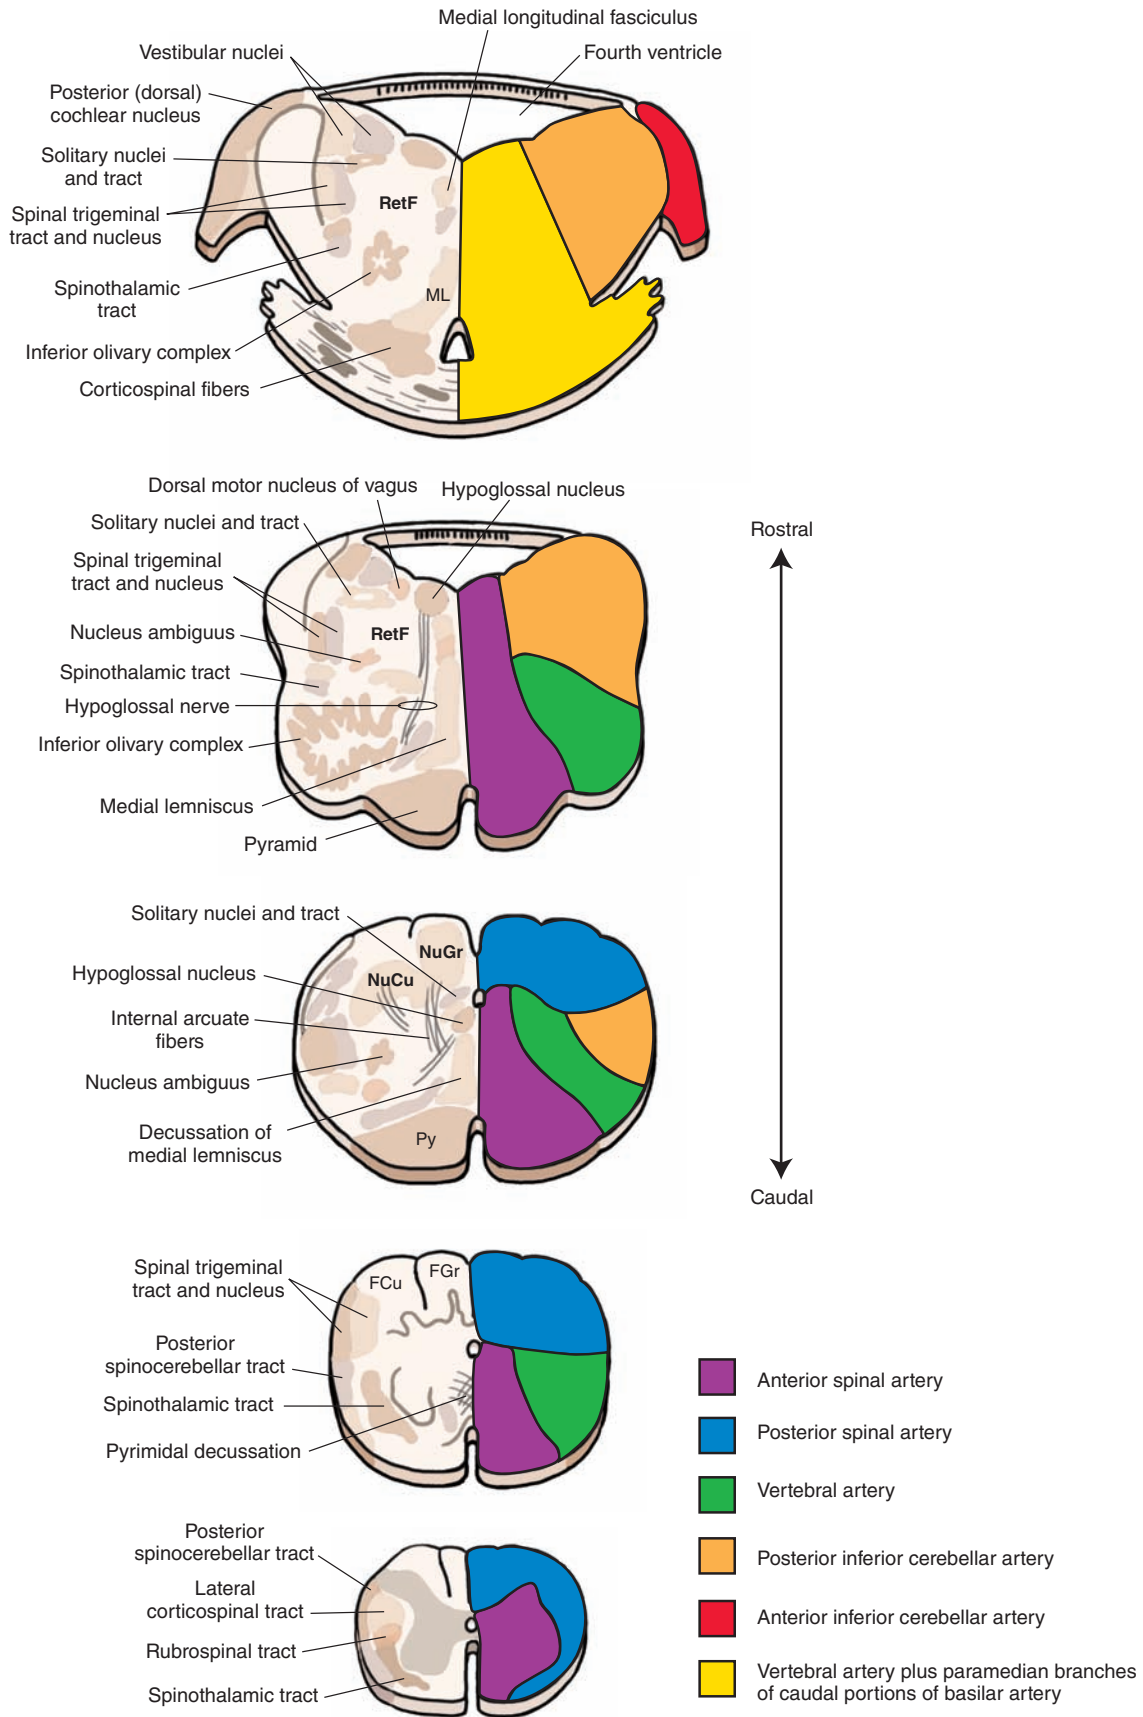 Medial longitudinal fasciculus
Vestibular nuclei
Fourth ventricle
Posterior (dorsal)
cochlear nucleus
Solitary nuclei
and tract
Spinal trigeminal
tract and nucleus
RetF
Spinothalamic
tract
ML
Inferior olivary complex
Corticospinal fibers
Dorsal motor nucleus of vagus
Hypoglossal nucleus
Solitary nuclei and tract
Spinal trigeminal
tract and nucleus
Nucleus ambiguus
RetF
Spinothalamic tract
Hypoglossal nerve
Inferior olivary complex
Medial lemniscus
Pyramid
Rostral
Caudal
Solitary nuclei and tract
NuGr
Hypoglossal nucleus
NuCu
Internal arcuate
fibers
Nucleus ambiguus
Decussation of
medial lemniscus
Py
Spinal trigeminal
tract and nucleus
FCu
FGr
Posterior
spinocerebellar tract
Spinothalamic tract
Pyrimidal decussation
Posterior
spinocerebellar tract
Lateral
corticospinal tract
Rubrospinal tract
Spinothalamic tract
Anterior spinal artery
Posterior spinal artery
Vertebral artery
Posterior inferior cerebellar artery
Anterior inferior cerebellar artery
Vertebral artery plus paramedian branches
of caudal portions of basilar artery